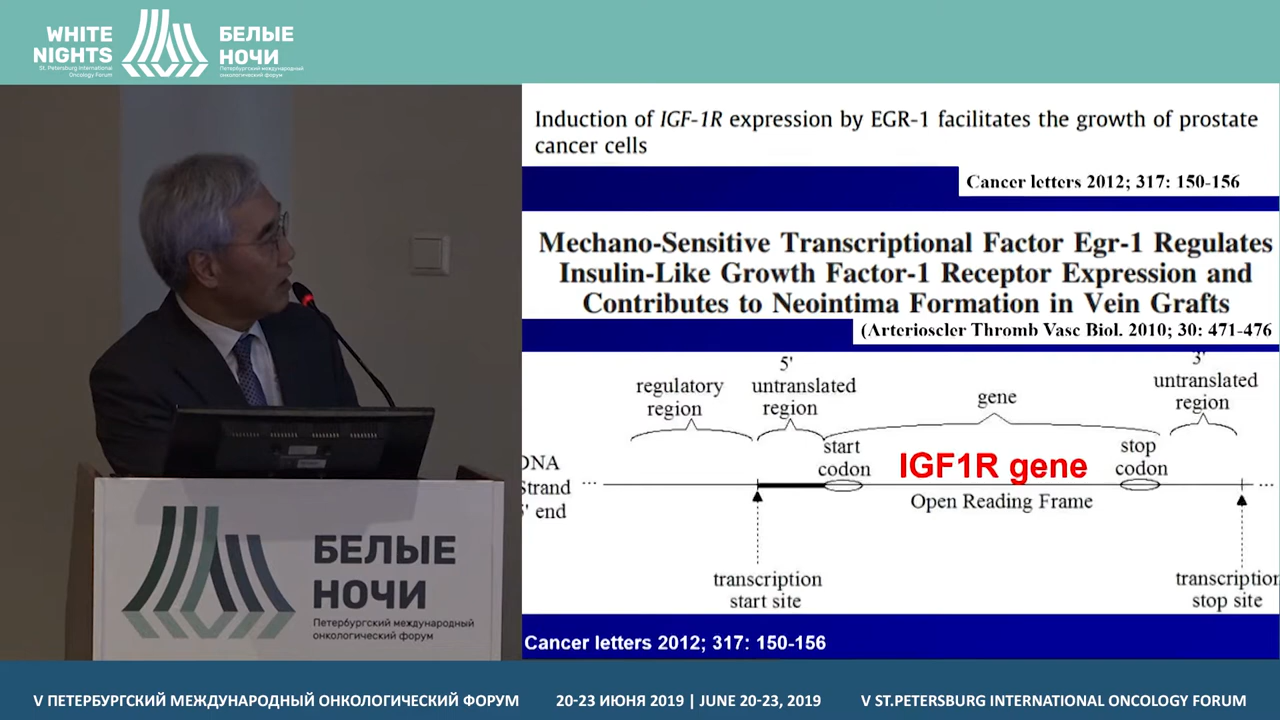 WHITE
NIGHTS
St. Petersburg International
Oncology Forum
БЕЛЫЕ
НОЧИ
Петербургский международный
онкологический форум
Induction of IGF-1R expression by EGR-1 facilitates the growth of prostate
cancer cells
Cancer letters 2012; 317: 150-156
Mechano-Sensitive Transcriptional Factor Egr-1 Regulates
Insulin-Like Growth Factor-1 Receptor Expression and
Contributes to Neointima Formation in Vein Grafts
(Arterioscler Thromb Vasc Biol. 2010; 30: 471-476
regulatory
region
5'
untranslated
region
gene
3'
untranslated
region
start
codon
IGF1R gene
stop
codon
DNA
Strand
5' end
...
...
Open Reading Frame
transcription
start site
transcription
stop site
Cancer letters 2012; 317: 150-156
БЕЛЫЕ
НОЧИ
Петербургский международный
онкологический форум
V ПЕТЕРБУРГСКИЙ МЕЖДУНАРОДНЫЙ ОНКОЛОГИЧЕСКИЙ ФОРУМ
20-23 ИЮНЯ 2019 | JUNE 20-23, 2019
V ST.PETERSBURG INTERNATIONAL ONCOLOGY FORUM